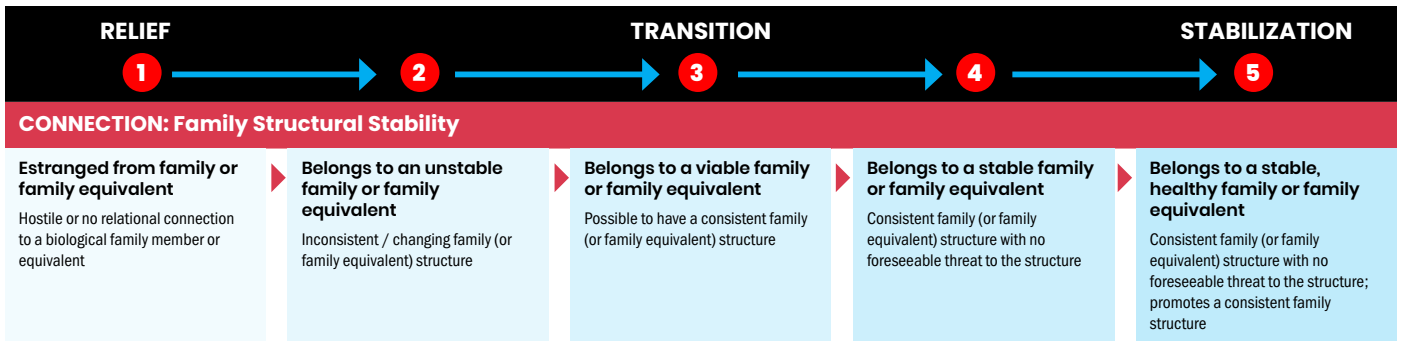 RELIEF TRANSITION STABILIZATION
1 2 3 4 5
CONNECTION: Family Structural Stability
Estranged from family or
family equivalent
Hostile or no relational connection
to a biological family member or
equivalent
Belongs to an unstable
family or family
equivalent
Inconsistent / changing family (or
family equivalent) structure
Belongs to a viable family
or family equivalent
Possible to have a consistent family
(or family equivalent) structure
Belongs to a stable family
or family equivalent
Consistent family (or family
equivalent) structure with no
foreseeable threat to the structure
Belongs to a stable,
healthy family or family
equivalent
Consistent family (or family
equivalent) structure with no
foreseeable threat to the structure;
promotes a consistent family
structure